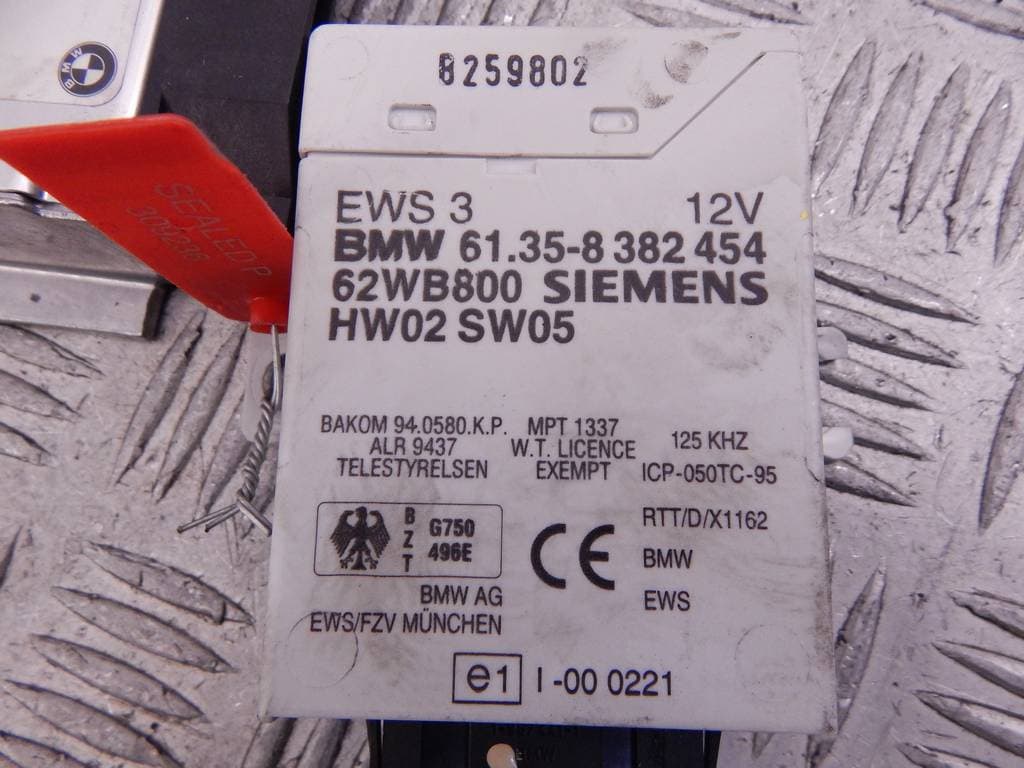 BMW
8259802
SEALED P
EWS 3 12V
BMW 61.35-8 382 454
62WB800 SIEMENS
HW02 SW05
BAKOM 94.0580.K.P. MPT 1337
ALR 9437 W.T. LICENCE 125 KHZ
TELESTYRELSEN EXEMPT ICP-050TC-95
BZT G750 496E
CE
RTT/D/X1162
BMW
EWS
BMW AG
EWS/FZV MÜNCHEN
e1 I -00 0221